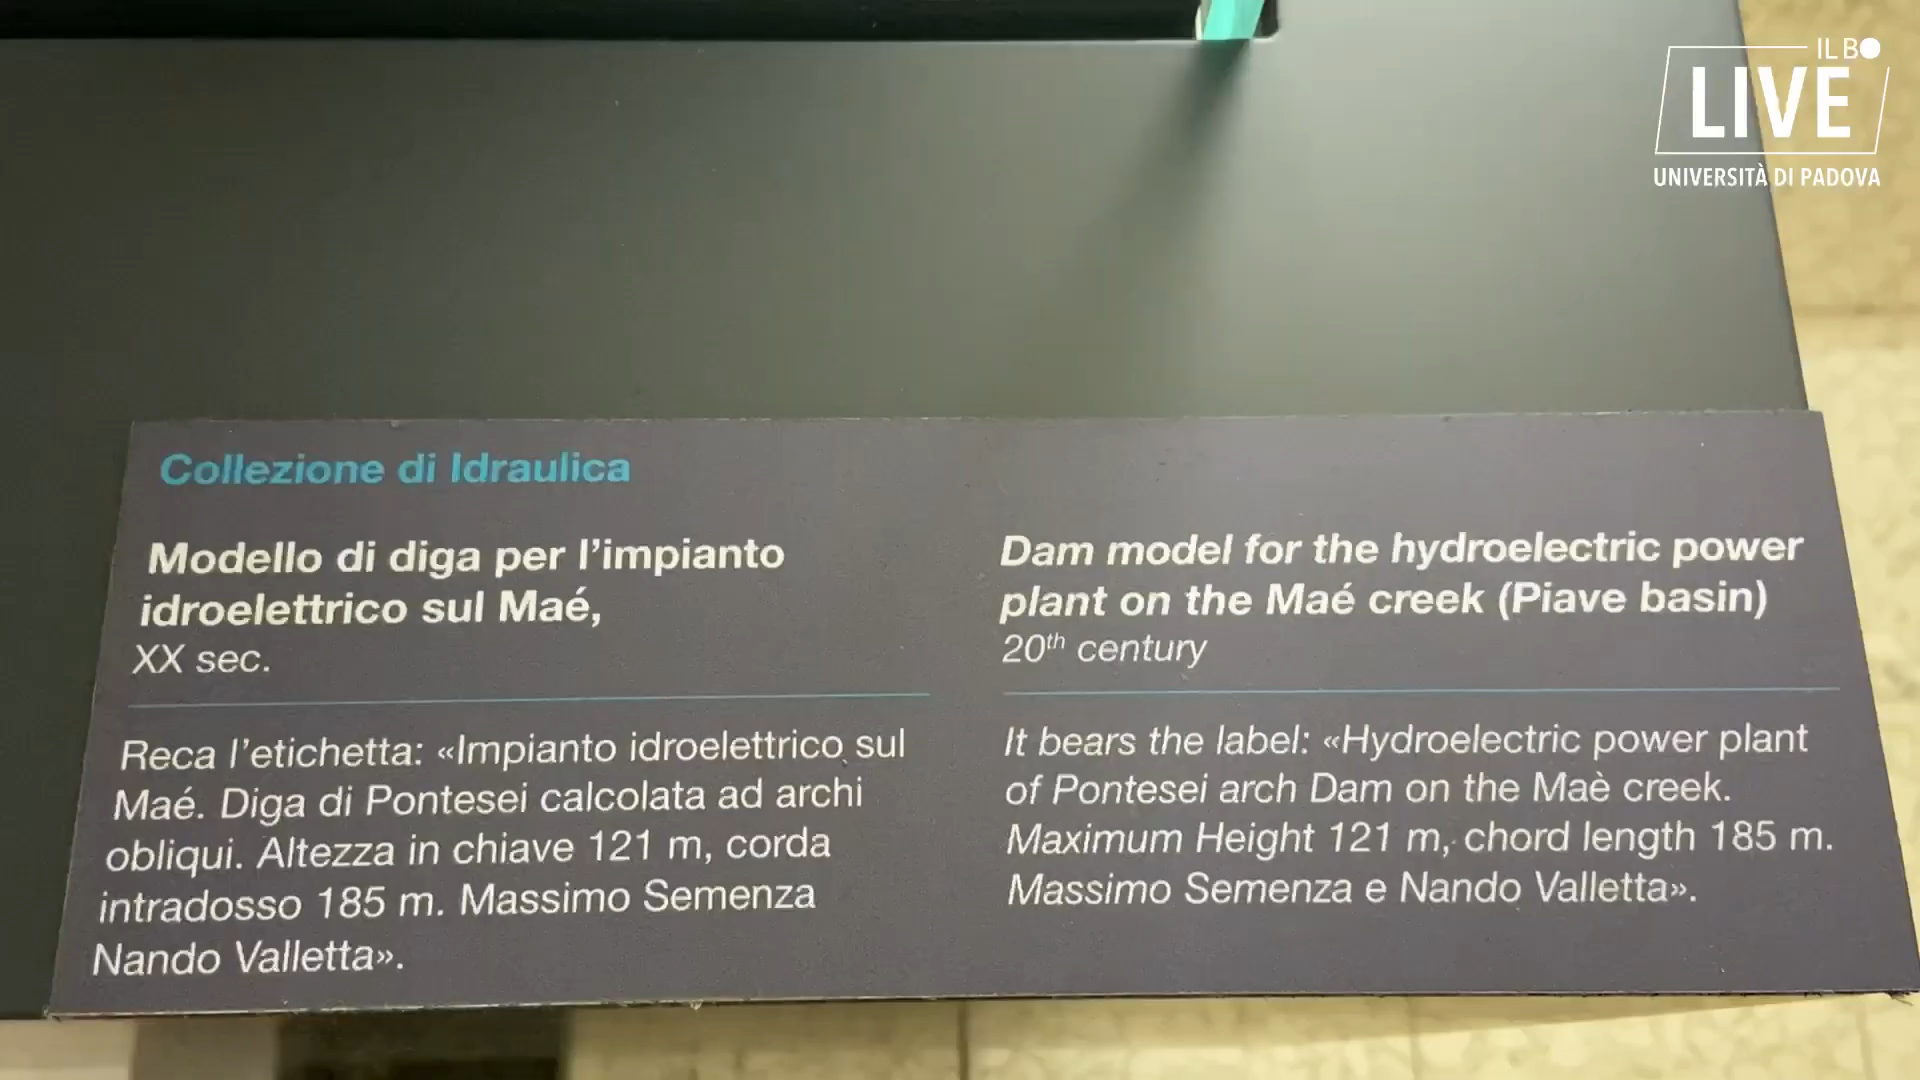 IL BO
LIVE
UNIVERSITÀ DI PADOVA
Collezione di Idraulica
Modello di diga per l'impianto
idroelettrico sul Maé,
XX sec.
Reca l'etichetta: «Impianto idroelettrico sul
Maé. Diga di Pontesei calcolata ad archi
obliqui. Altezza in chiave 121 m, corda
intradosso 185 m. Massimo Semenza
Nando Valletta».
Dam model for the hydroelectric power
plant on the Maé creek (Piave basin)
20th century
It bears the label: «Hydroelectric power plant
of Pontesei arch Dam on the Maè creek.
Maximum Height 121 m, chord length 185 m.
Massimo Semenza e Nando Valletta».